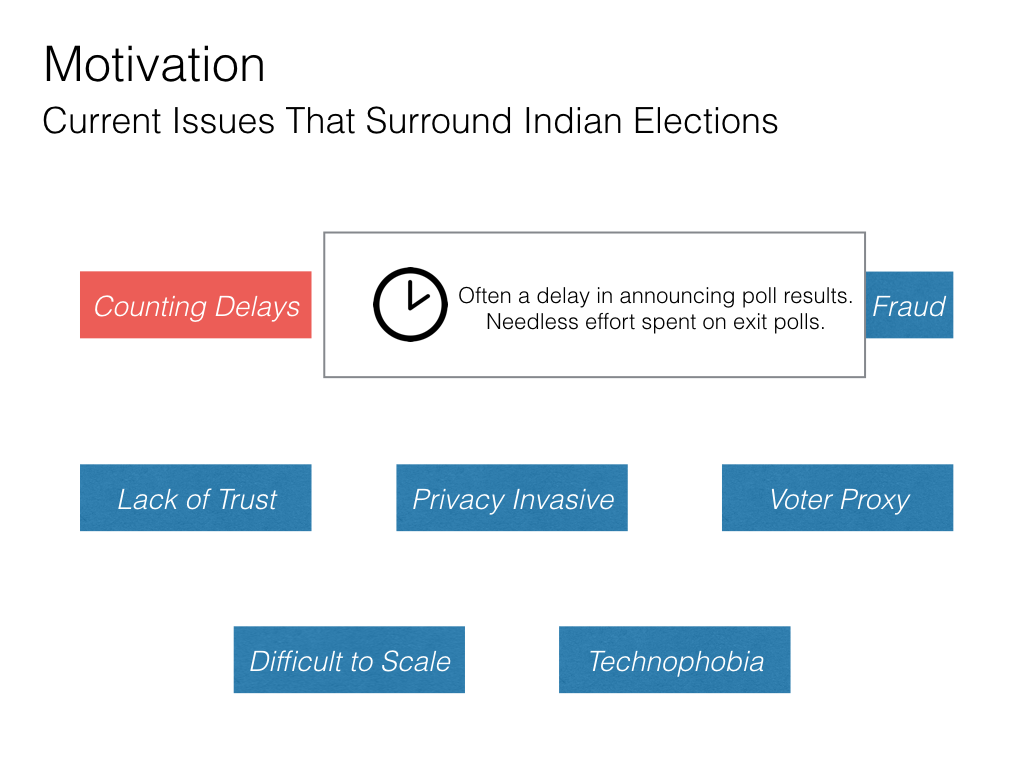 Motivation
Current Issues That Surround Indian Elections
Counting Delays
Often a delay in announcing poll results.
Needless effort spent on exit polls.
Fraud
Lack of Trust
Privacy Invasive
Voter Proxy
Difficult to Scale
Technophobia